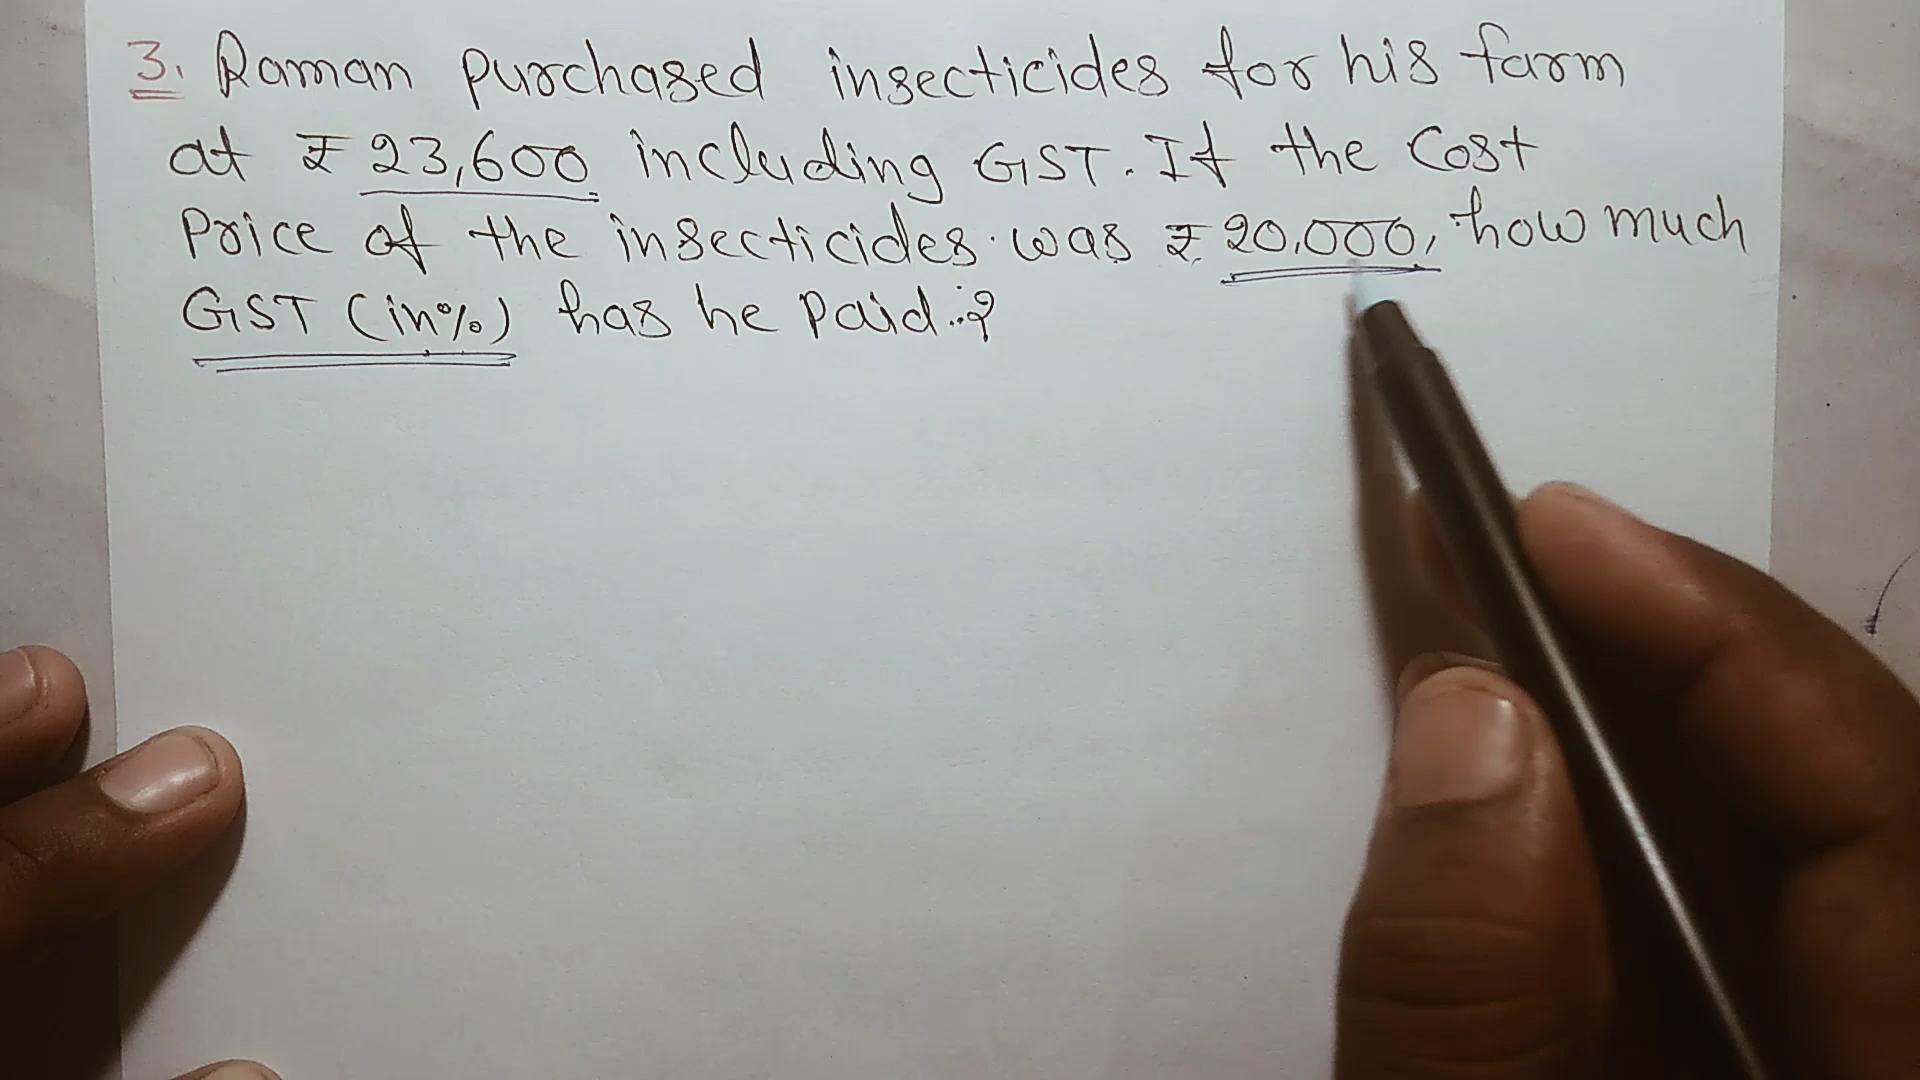 3. Raman purchased insecticides for his farm
at ₹ 23,600 including GST. If the Cost
Price of the insecticides was ₹ 20,000, how much
GST (in%) has he Paid..?